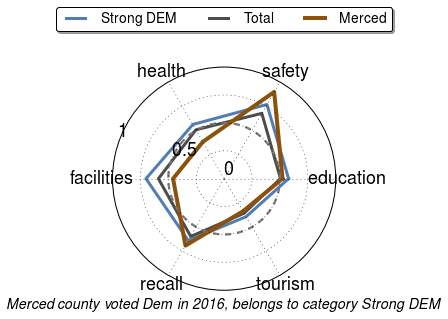 Strong DEM Total Merced
health safety
1
0.5
0
facilities education
recall tourism
Merced county voted Dem in 2016, belongs to category Strong DEM